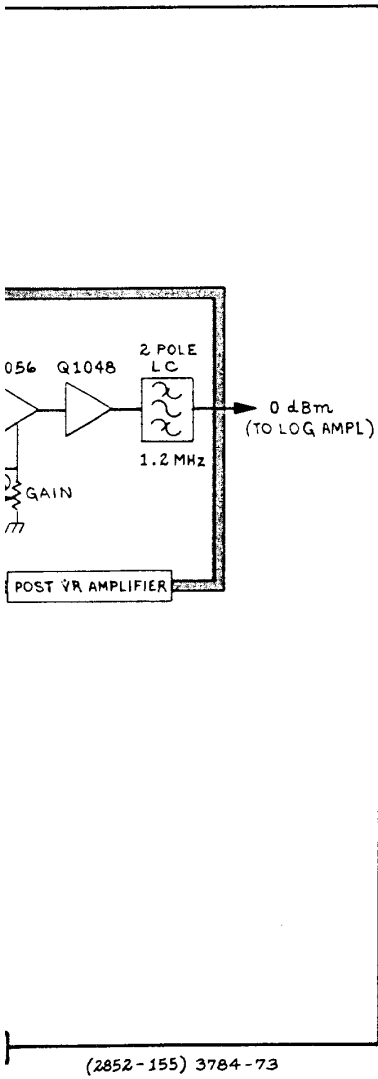 056 Q1048
2 POLE
LC
1.2 MHz
0 dBm
(TO LOG AMPL)
GAIN
POST VR AMPLIFIER
(2852-155) 3784-73